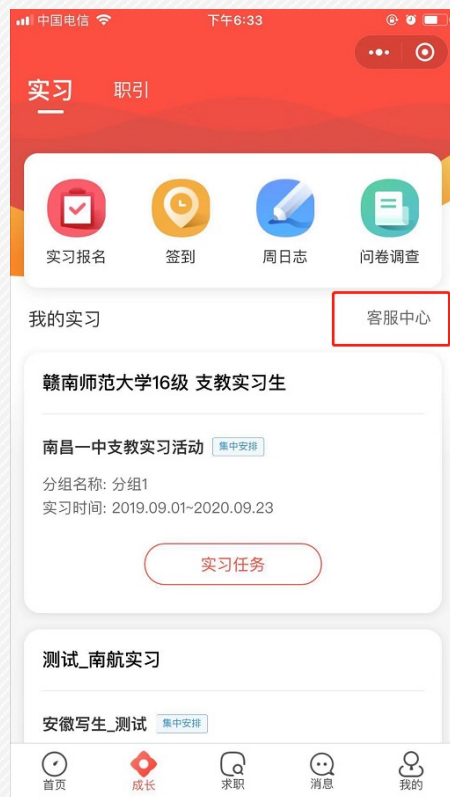 中国电信 下午6:33
实习 职引
实习报名 签到 周日志 问卷调查
我的实习 客服中心
赣南师范大学16级 支教实习生
南昌一中支教实习活动 集中安排
分组名称: 分组1
实习时间: 2019.09.01~2020.09.23
实习任务
测试_南航实习
安徽写生_测试 集中安排
首页 成长 求职 消息 我的